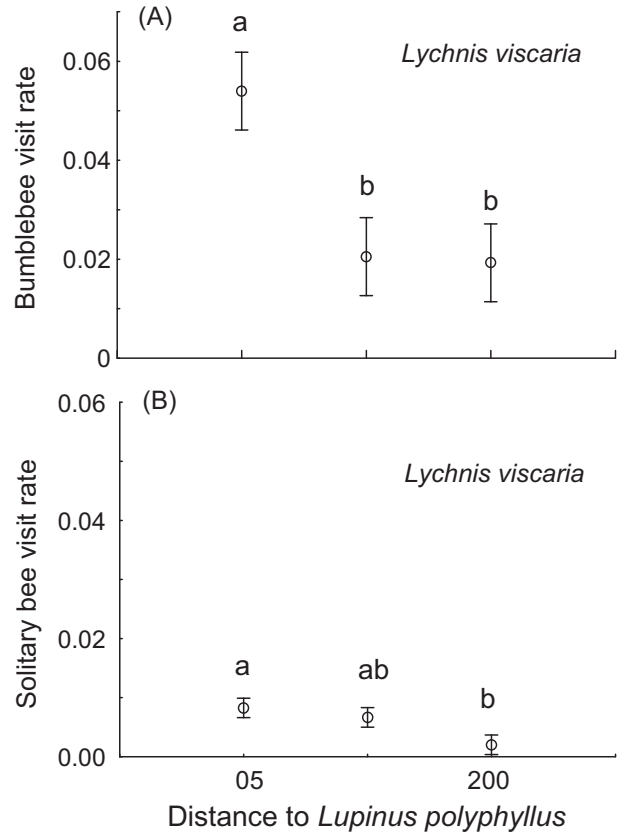 (A)
a
Lychnis viscaria
0.06
0.04
b
b
0.02
0
Bumblebee visit rate
(B)
0.06
Lychnis viscaria
0.04
0.02
a
ab
b
0.00
Solitary bee visit rate
05 200
Distance to Lupinus polyphyllus